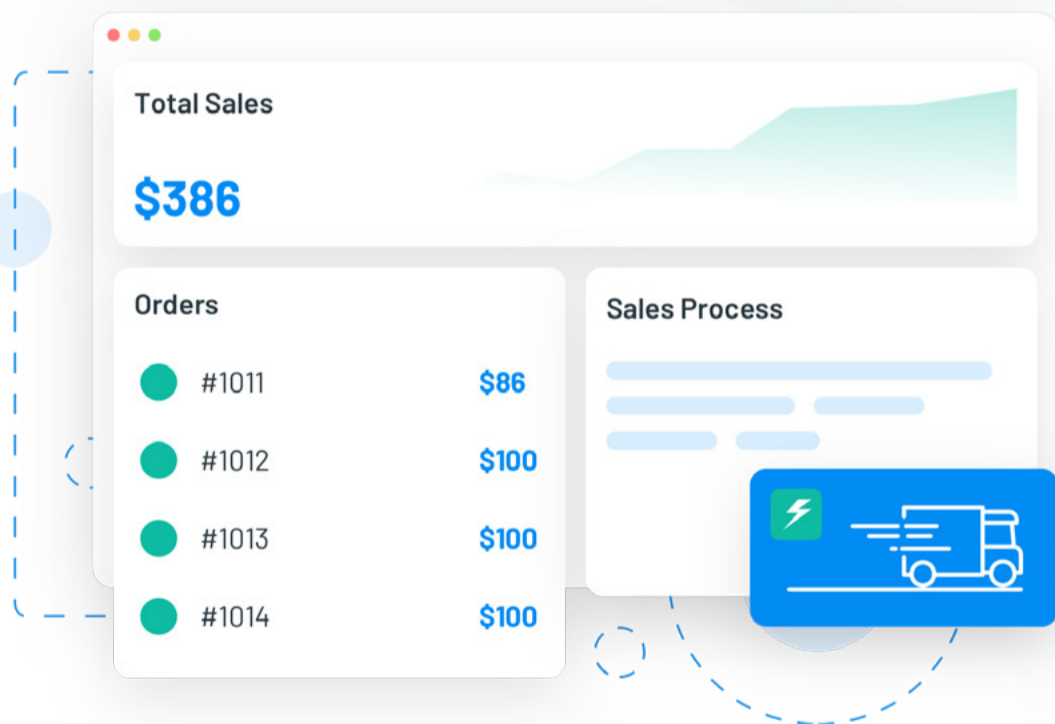 Total Sales
$386
Orders
#1011 $86
#1012 $100
#1013 $100
#1014 $100
Sales Process